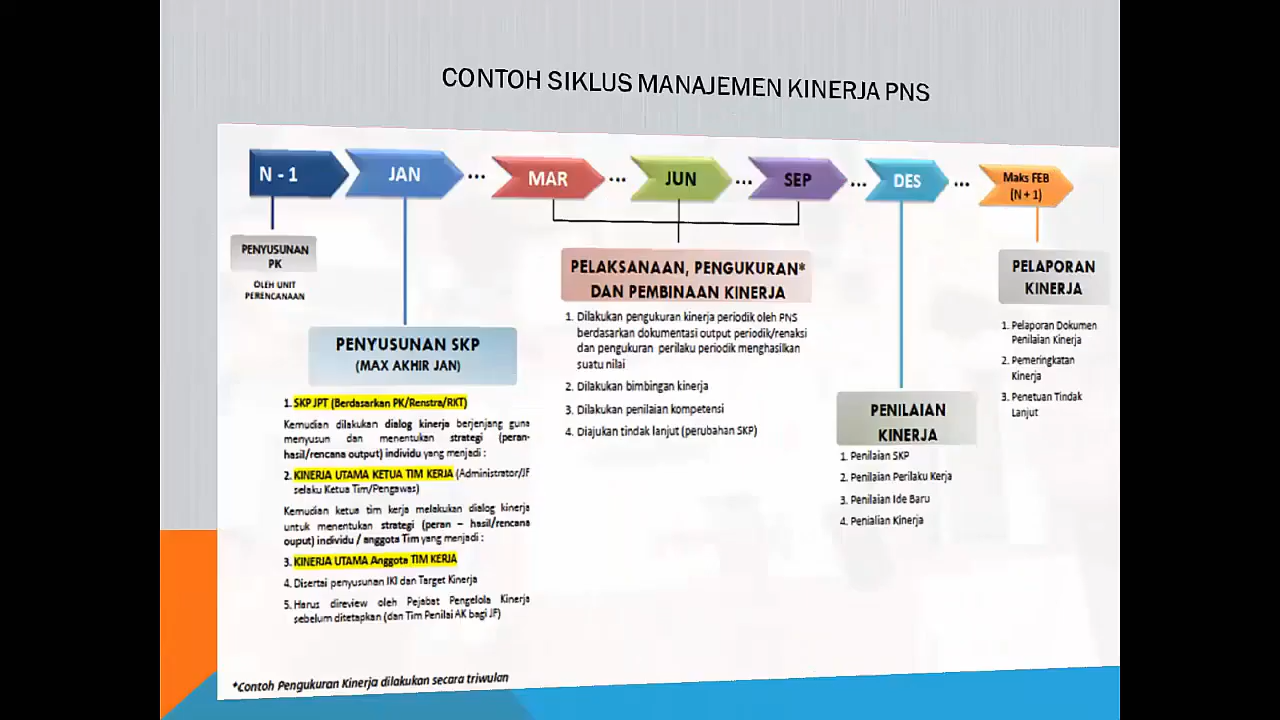 CONTOH SIKLUS MANAJEMEN KINERJA PNS
N - 1
JAN
...
MAR
...
JUN
...
SEP
...
DES
...
Maks FEB
(N + 1)
PENYUSUNAN
PK
OLEH UNIT
PERENCANAAN
PENYUSUNAN SKP
(MAX AKHIR JAN)
1. SKP JPT (Berdasarkan PK/Renstra/RKT)
Kemudian dilakukan dialog kinerja berjenjang guna
menyusun dan menentukan strategi (peran-
hasil/rencana output) individu yang menjadi :
2. KINERJA UTAMA KETUA TIM KERJA (Administrator/JF
selaku Ketua Tim/Pengawas)
Kemudian ketua tim kerja melakukan dialog kinerja
untuk menentukan strategi (peran – hasil/rencana
ouput) individu / anggota Tim yang menjadi :
3. KINERJA UTAMA Anggota TIM KERJA
4. Disertai penyusunan IKI dan Target Kinerja
5. Harus direview oleh Pejabat Pengelola Kinerja
sebelum ditetapkan (dan Tim Penilai AK bagi JF)
PELAKSANAAN, PENGUKURAN*
DAN PEMBINAAN KINERJA
1. Dilakukan pengukuran kinerja periodik oleh PNS
berdasarkan dokumentasi output periodik/renaksi
dan pengukuran perilaku periodik menghasilkan
suatu nilai
2. Dilakukan bimbingan kinerja
3. Dilakukan penilaian kompetensi
4. Diajukan tindak lanjut (perubahan SKP)
PENILAIAN
KINERJA
1. Penilaian SKP
2. Penilaian Perilaku Kerja
3. Penilaian Ide Baru
4. Penialian Kinerja
PELAPORAN
KINERJA
1. Pelaporan Dokumen
Penilaian Kinerja
2. Pemeringkatan
Kinerja
3. Penetuan Tindak
Lanjut
*Contoh Pengukuran Kinerja dilakukan secara triwulan